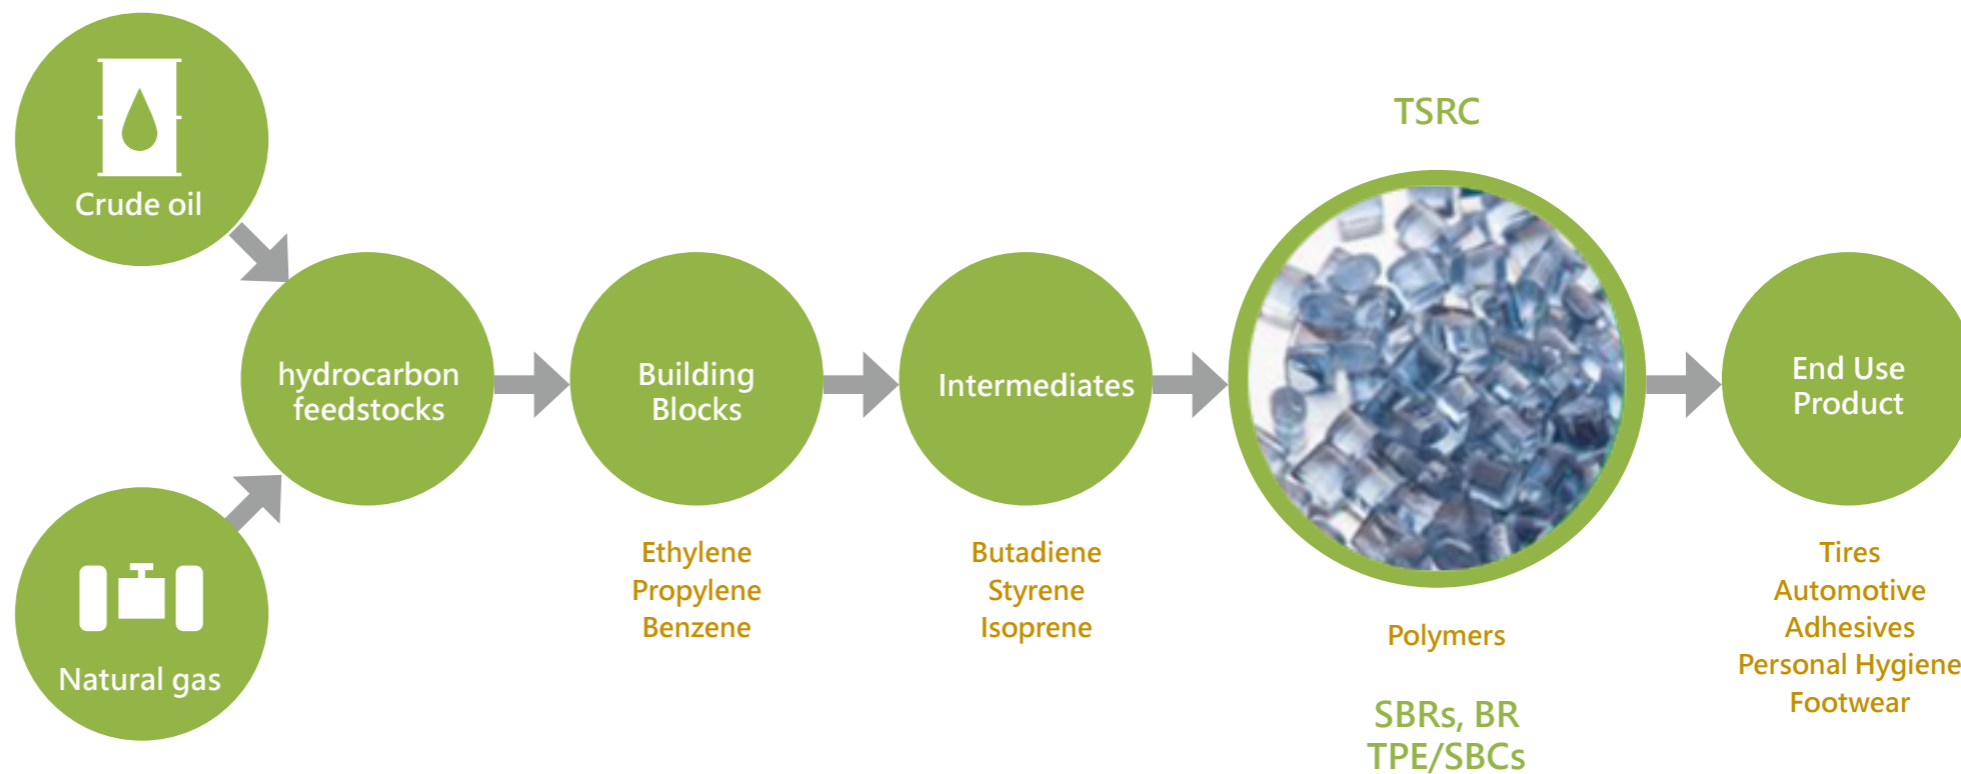 Crude oil
Natural gas
hydrocarbon
feedstocks
Building
Blocks
Ethylene
Propylene
Benzene
Intermediates
Butadiene
Styrene
Isoprene
TSRC
Polymers
SBRs, BR
TPE/SBCs
End Use
Product
Tires
Automotive
Adhesives
Personal Hygiene
Footwear